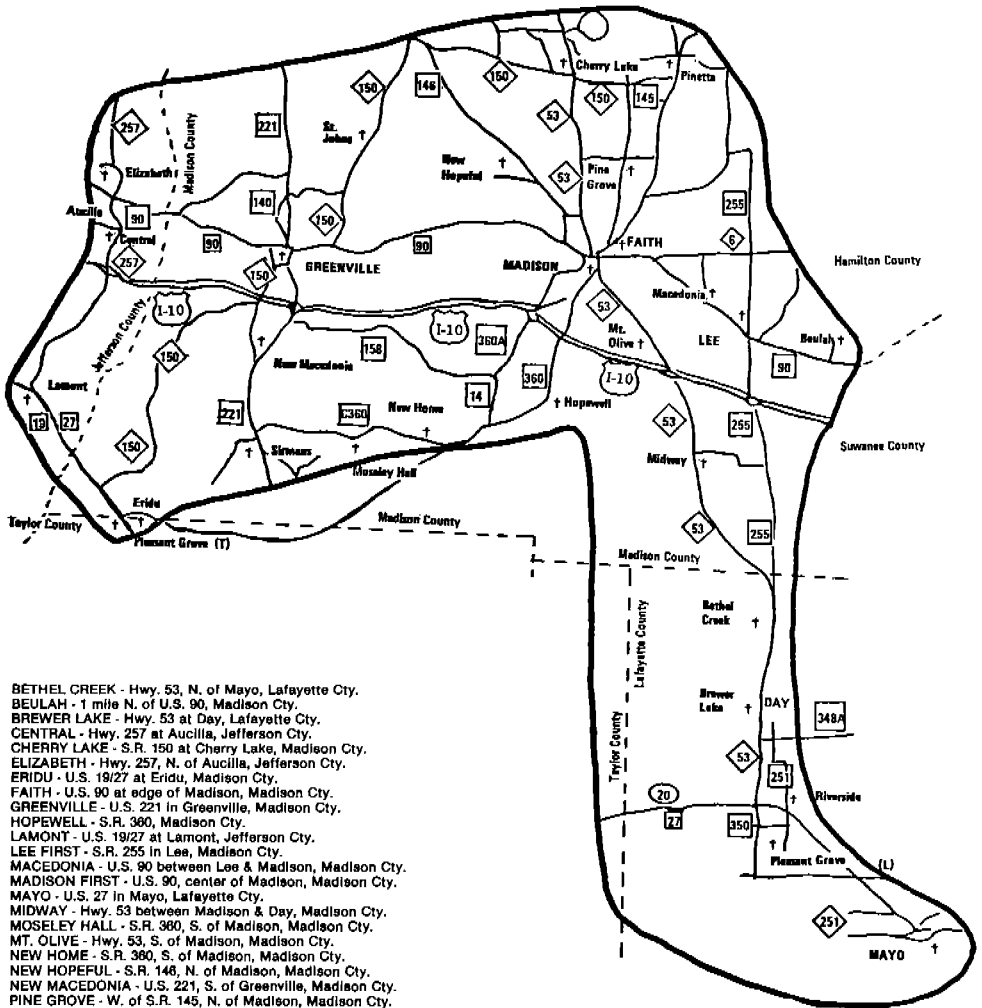 Cherry Lake
Pinetta
150
146
150
150
145
257
221
St. Johns
53
Madison County
New Hopeful
53
Pine Grove
Elizabeth
140
255
Aucilla
90
150
6
Central
90
90
FAITH
257
150
GREENVILLE
MADISON
Hamilton County
Macedonia
I-10
53
Jefferson County
I-10
360A
Mt. Olive
LEE
Beulah
150
New Macedonia
158
I-10
90
Lamont
360
14
221
C360
New Home
Hopewell
19
27
53
255
150
Sirmans
Midway
Suwanee County
Moseley Hall
Eridu
Taylor County
Madison County
53
255
Pleasant Grove (T)
Madison County
Bethel Creek
Lafayette County
Brewer Lake
DAY
348A
Taylor County
53
251
20
Riverside
27
350
Pleasant Grove (L)
251
MAYO
BETHEL CREEK - Hwy. 53, N. of Mayo, Lafayette Cty.
BEULAH - 1 mile N. of U.S. 90, Madison Cty.
BREWER LAKE - Hwy. 53 at Day, Lafayette Cty.
CENTRAL - Hwy. 257 at Aucilla, Jefferson Cty.
CHERRY LAKE - S.R. 150 at Cherry Lake, Madison Cty.
ELIZABETH - Hwy. 257, N. of Aucilla, Jefferson Cty.
ERIDU - U.S. 19/27 at Eridu, Madison Cty.
FAITH - U.S. 90 at edge of Madison, Madison Cty.
GREENVILLE - U.S. 221 in Greenville, Madison Cty.
HOPEWELL - S.R. 360, Madison Cty.
LAMONT - U.S. 19/27 at Lamont, Jefferson Cty.
LEE FIRST - S.R. 255 in Lee, Madison Cty.
MACEDONIA - U.S. 90 between Lee & Madison, Madison Cty.
MADISON FIRST - U.S. 90, center of Madison, Madison Cty.
MAYO - U.S. 27 in Mayo, Lafayette Cty.
MIDWAY - Hwy. 53 between Madison & Day, Madison Cty.
MOSELEY HALL - S.R. 360, S. of Madison, Madison Cty.
MT. OLIVE - Hwy. 53, S. of Madison, Madison Cty.
NEW HOME - S.R. 360, S. of Madison, Madison Cty.
NEW HOPEFUL - S.R. 146, N. of Madison, Madison Cty.
NEW MACEDONIA - U.S. 221, S. of Greenville, Madison Cty.
PINE GROVE - W. of S.R. 145, N. of Madison, Madison Cty.